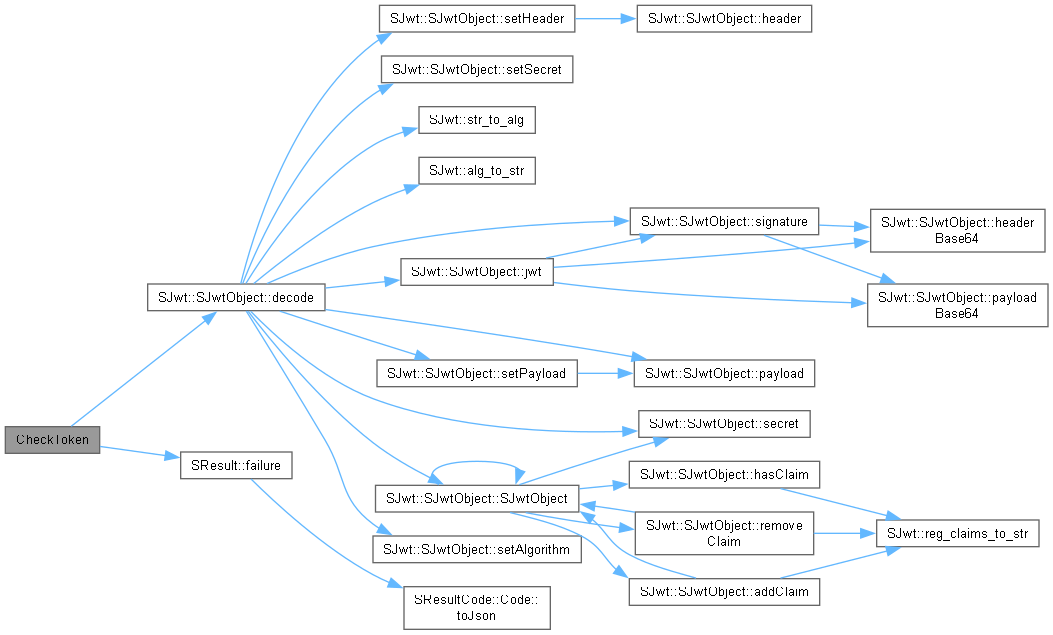 SJwt::SJwtObject::setHeader
SJwt::SJwtObject::header
SJwt::SJwtObject::setSecret
SJwt::str_to_alg
SJwt::alg_to_str
SJwt::SJwtObject::signature
SJwt::SJwtObject::header
Base64
SJwt::SJwtObject::jwt
SJwt::SJwtObject::decode
SJwt::SJwtObject::payload
Base64
SJwt::SJwtObject::setPayload
SJwt::SJwtObject::payload
SJwt::SJwtObject::secret
CheckToken
SResult::failure
SJwt::SJwtObject::hasClaim
SJwt::SJwtObject::SJwtObject
SJwt::SJwtObject::remove
Claim
SJwt::reg_claims_to_str
SJwt::SJwtObject::setAlgorithm
SJwt::SJwtObject::addClaim
SResultCode::Code::
toJson